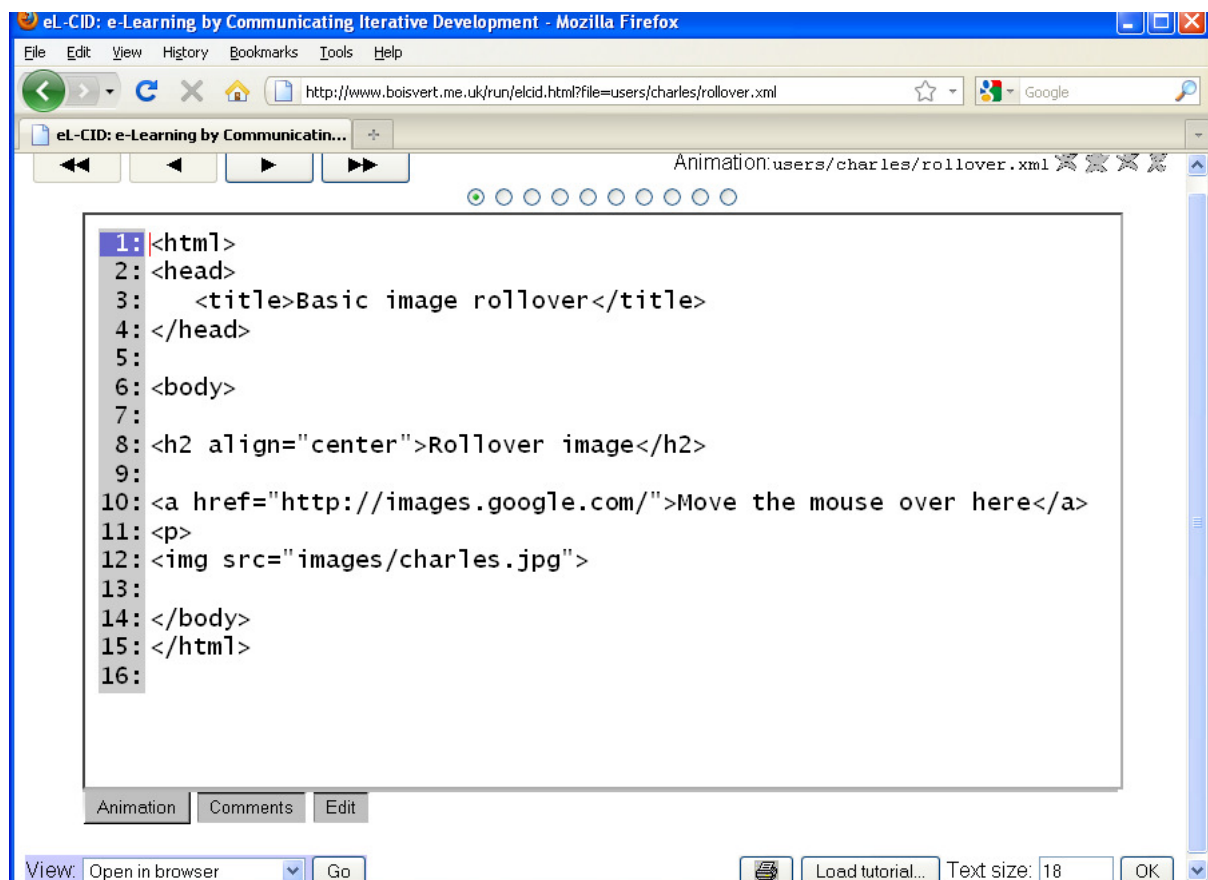 eL-CID: e-Learning by Communicating Iterative Development - Mozilla Firefox
File Edit View History Bookmarks Tools Help
http://www.boisvert.me.uk/run/elcid.html?file=users/charles/rollover.xml Google
eL-CID: e-Learning by Communicatin...
Animation:users/charles/rollover.xml
1: <html>
2: <head>
3:    <title>Basic image rollover</title>
4: </head>
5:
6: <body>
7:
8: <h2 align="center">Rollover image</h2>
9:
10: <a href="http://images.google.com/">Move the mouse over here</a>
11: <p>
12: <img src="images/charles.jpg">
13:
14: </body>
15: </html>
16:
Animation Comments Edit
View: Open in browser Go Load tutorial... Text size: 18 OK